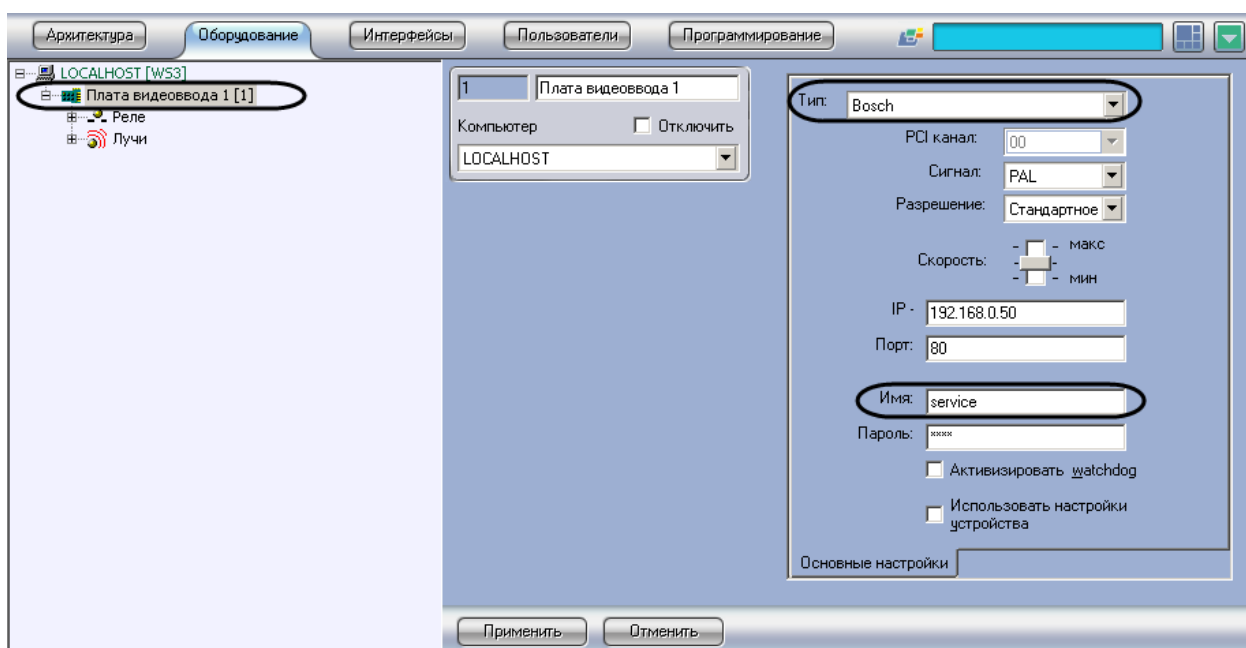 Архитектура Оборудование Интерфейсы Пользователи Программирование
LOCALHOST [WS3]
Плата видеоввода 1 [1]
Реле
Лучи
1 Плата видеоввода 1
Компьютер Отключить
LOCALHOST
Тип: Bosch
PCI канал: 00
Сигнал: PAL
Разрешение: Стандартное
Скорость: макс
мин
IP - 192.168.0.50
Порт: 80
Имя: service
Пароль: ****
Активизировать watchdog
Использовать настройки
устройства
Основные настройки
Применить Отменить